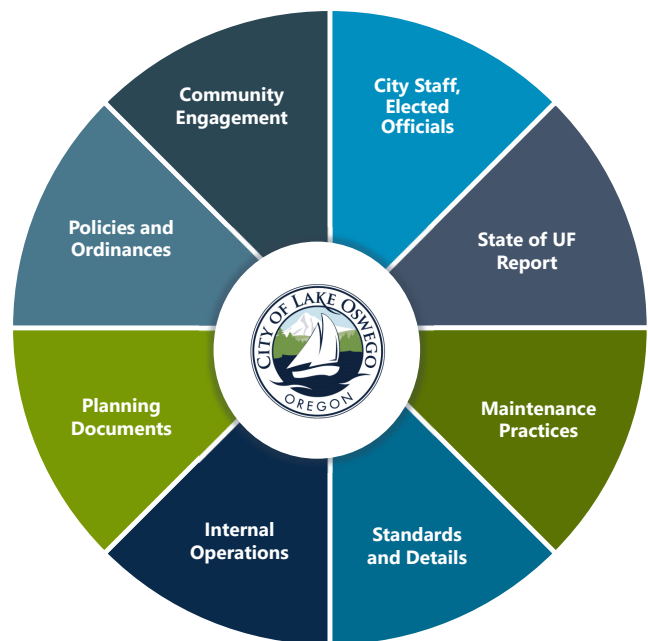 Community
Engagement
City Staff,
Elected
Officials
Policies and
Ordinances
State of UF
Report
CITY OF LAKE OSWEGO
OREGON
Planning
Documents
Maintenance
Practices
Internal
Operations
Standards
and Details